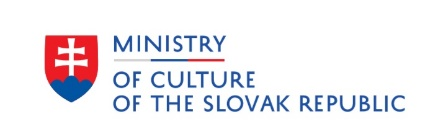 MINISTRY
OF CULTURE
OF THE SLOVAK REPUBLIC